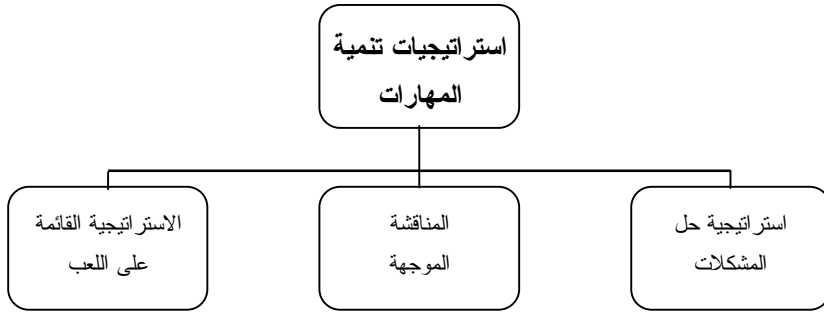 استراتيجيات تنمية
المهارات
استراتيجية حل
المشكلات
المناقشة
الموجهة
الاستراتيجية القائمة
على اللعب